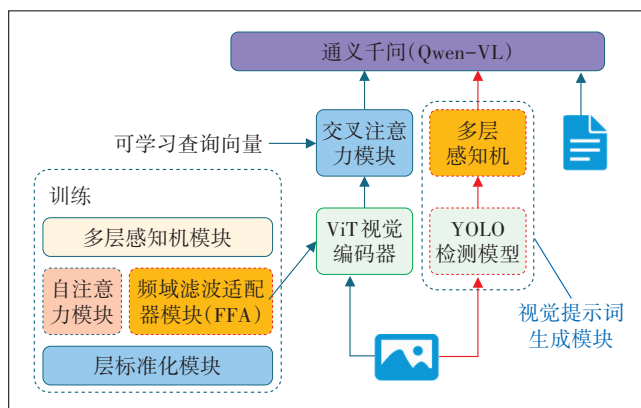 通义千问(Qwen-VL)
可学习查询向量
交叉注意
力模块
多层
感知机
训练
多层感知机模块
自注意
力模块
频域滤波适配
器模块(FFA)
层标准化模块
ViT视觉
编码器
YOLO
检测模型
视觉提示词
生成模块